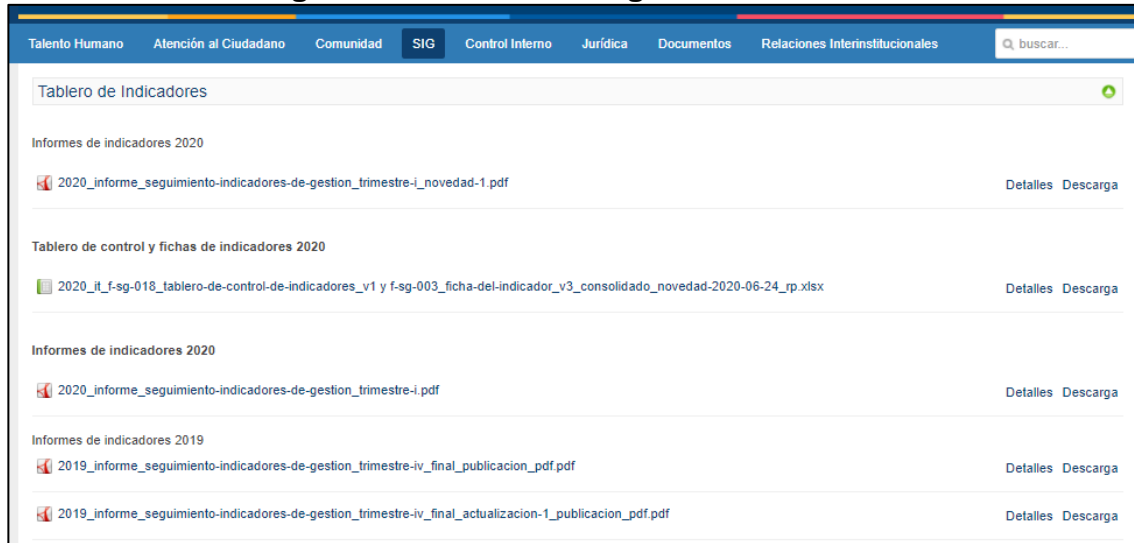 Talento Humano Atención al Ciudadano Comunidad SIG Control Interno Jurídica Documentos Relaciones Interinstitucionales buscar...
Tablero de Indicadores
Informes de indicadores 2020
2020_informe_seguimiento-indicadores-de-gestion_trimestre-i_novedad-1.pdf Detalles Descarga
Tablero de control y fichas de indicadores 2020
2020_it_f-sg-018_tablero-de-control-de-indicadores_v1 y f-sg-003_ficha-del-indicador_v3_consolidado_novedad-2020-06-24_rp.xlsx Detalles Descarga
Informes de indicadores 2020
2020_informe_seguimiento-indicadores-de-gestion_trimestre-i.pdf Detalles Descarga
Informes de indicadores 2019
2019_informe_seguimiento-indicadores-de-gestion_trimestre-iv_final_publicacion_pdf.pdf Detalles Descarga
2019_informe_seguimiento-indicadores-de-gestion_trimestre-iv_final_actualizacion-1_publicacion_pdf.pdf Detalles Descarga